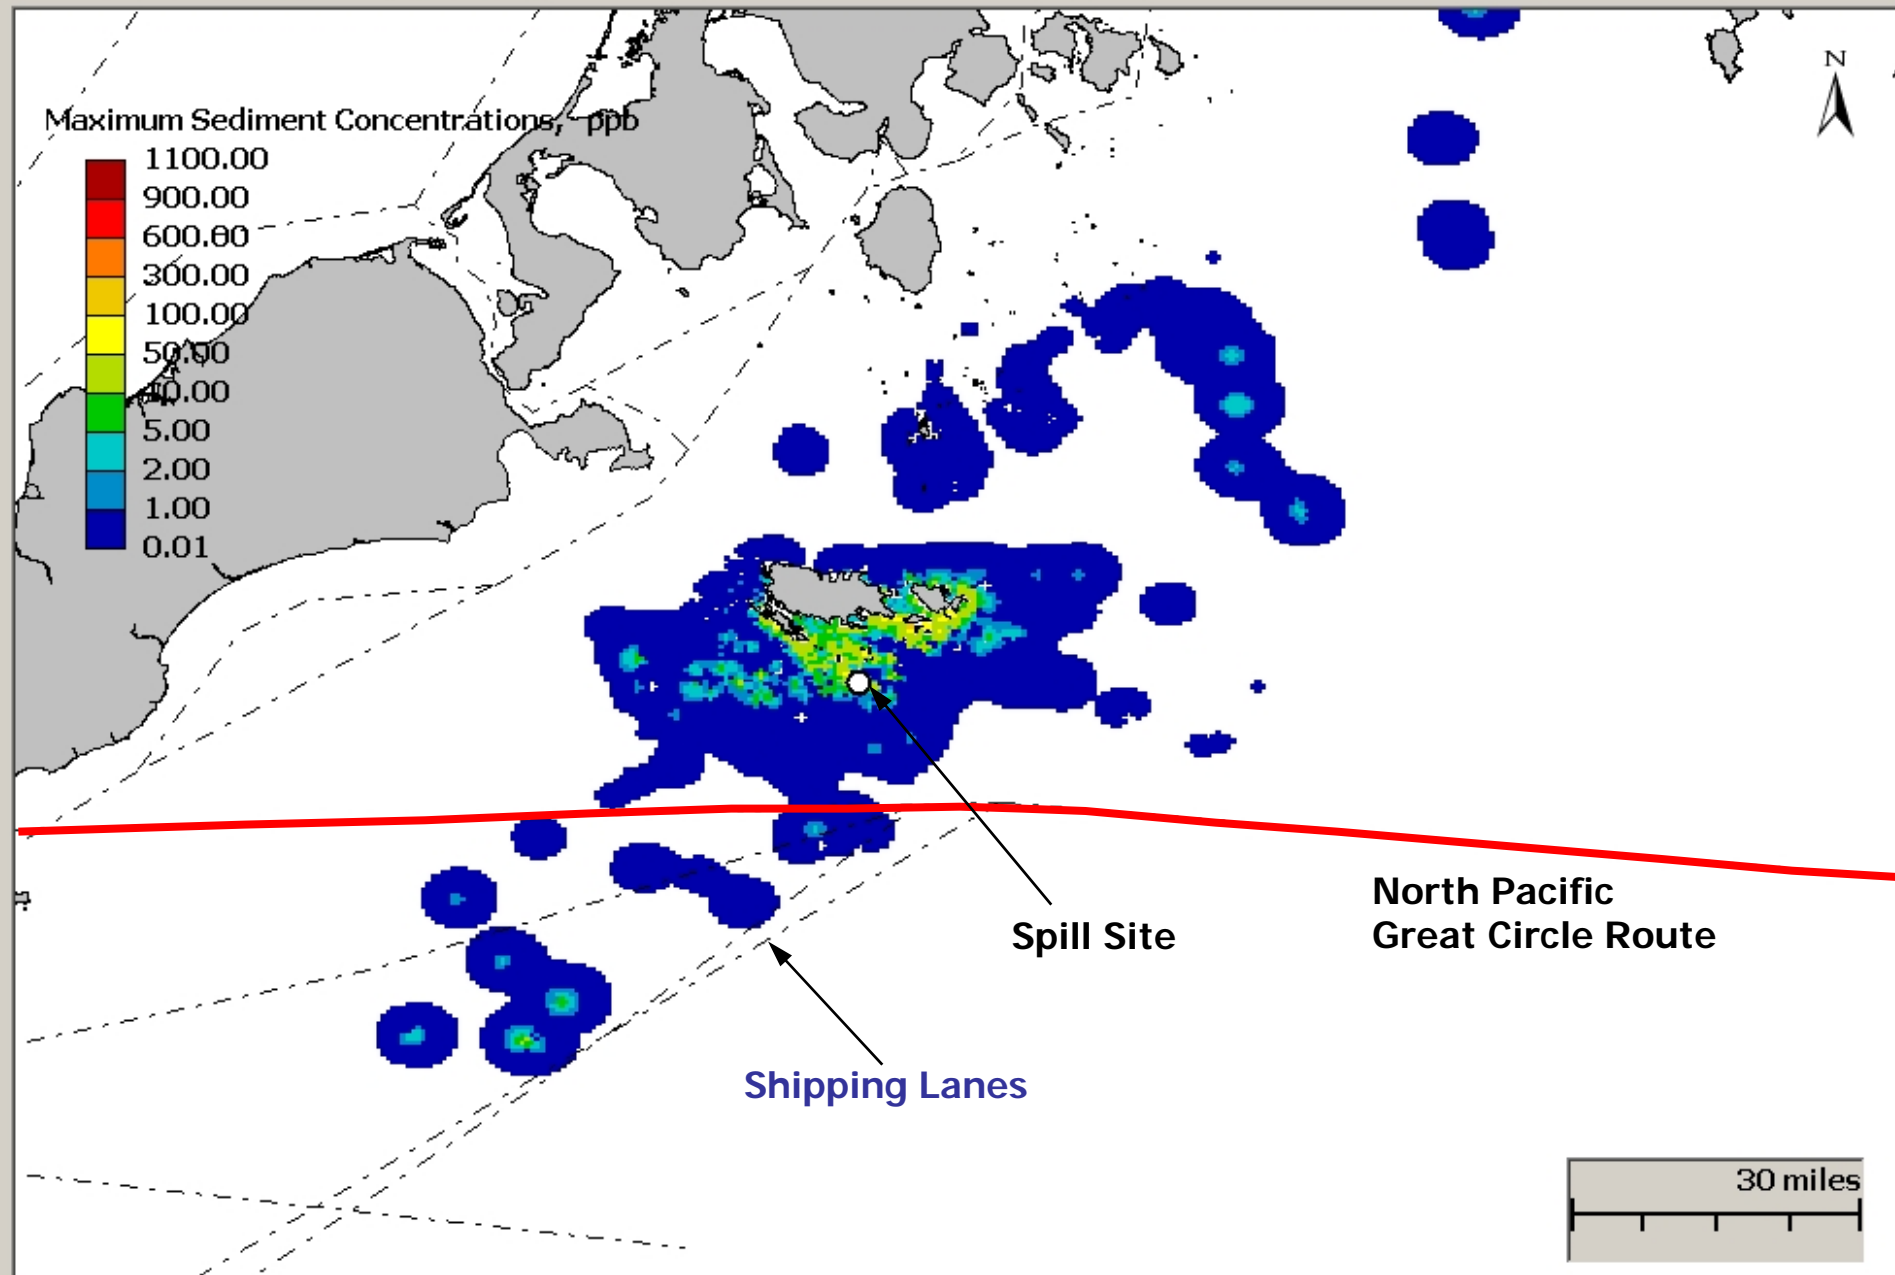 N
Maximum Sediment Concentrations, ppb
1100.00
900.00
600.00
300.00
100.00
50.00
10.00
5.00
2.00
1.00
0.01
North Pacific
Great Circle Route
Spill Site
Shipping Lanes
30 miles